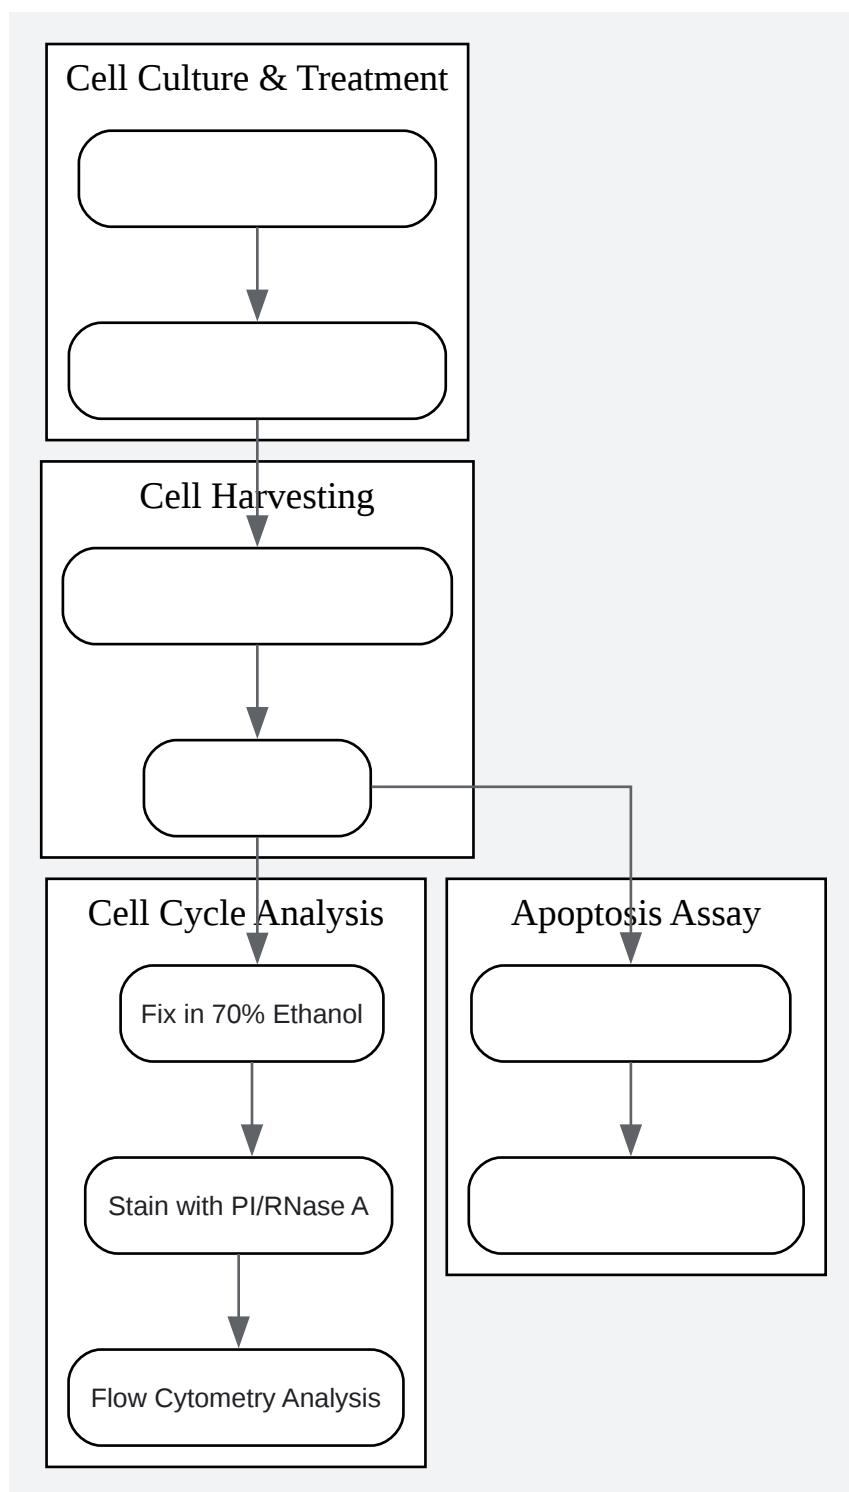 Cell Culture & Treatment
Cell Harvesting
Cell Cycle Analysis
Apoptosis Assay
Fix in 70% Ethanol
Stain with PI/RNase A
Flow Cytometry Analysis